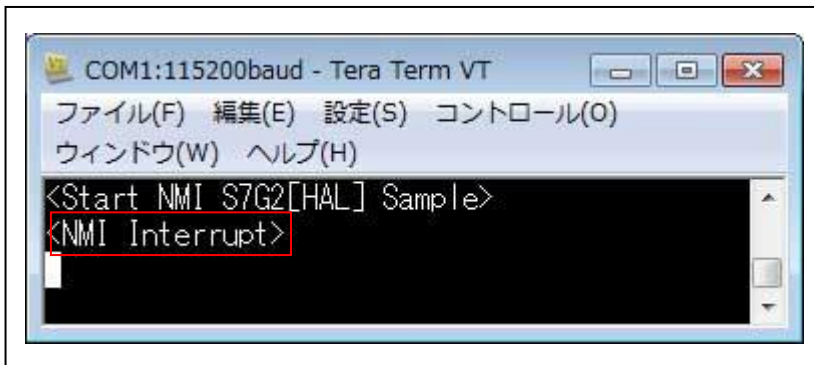 COM1:115200baud - Tera Term VT
ファイル(F) 編集(E) 設定(S) コントロール(O)
ウィンドウ(W) ヘルプ(H)
<Start NMI S7G2[HAL] Sample>
<NMI Interrupt>